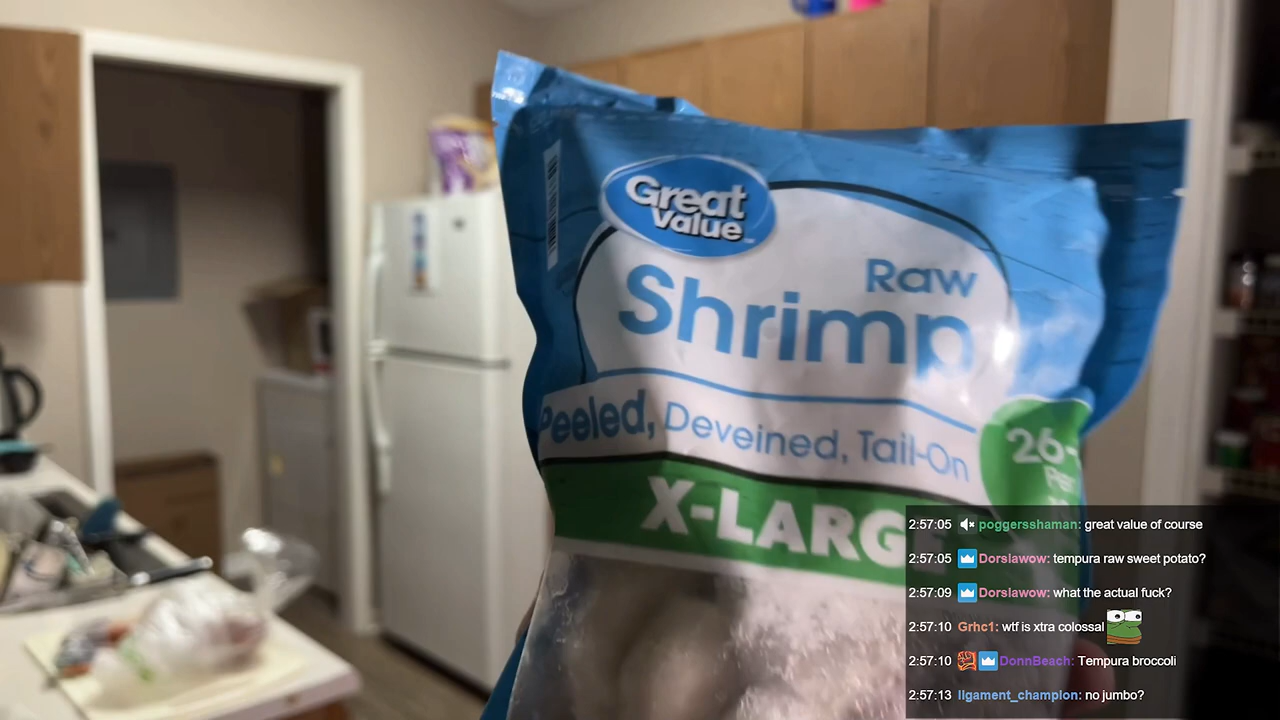 Great
Value
Raw
Shrimp
Peeled, Deveined, Tail-On
26-
Per
X-LARG
2:57:05 poggersshaman: great value of course
2:57:05 Dorslawow: tempura raw sweet potato?
2:57:09 Dorslawow: what the actual fuck?
2:57:10 Grhc1: wtf is xtra colossal
2:57:10 DonnBeach: Tempura broccoli
2:57:13 ligament_champion: no jumbo?